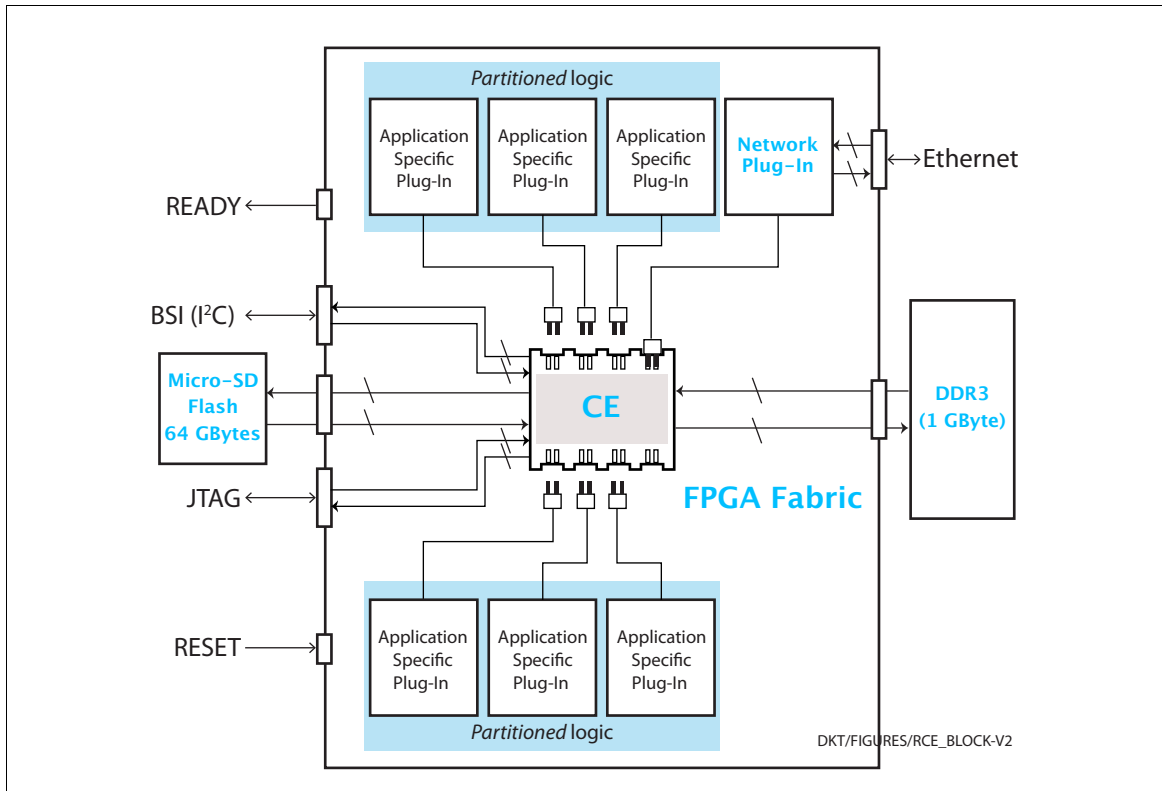 Partitioned logic
Application
Specific
Plug-In
Application
Specific
Plug-In
Application
Specific
Plug-In
Network
Plug-In
Ethernet
READY
BSI (I²C)
Micro-SD
Flash
64 GBytes
CE
DDR3
(1 GByte)
JTAG
FPGA Fabric
RESET
Application
Specific
Plug-In
Application
Specific
Plug-In
Application
Specific
Plug-In
Partitioned logic
DKT/FIGURES/RCE_BLOCK-V2